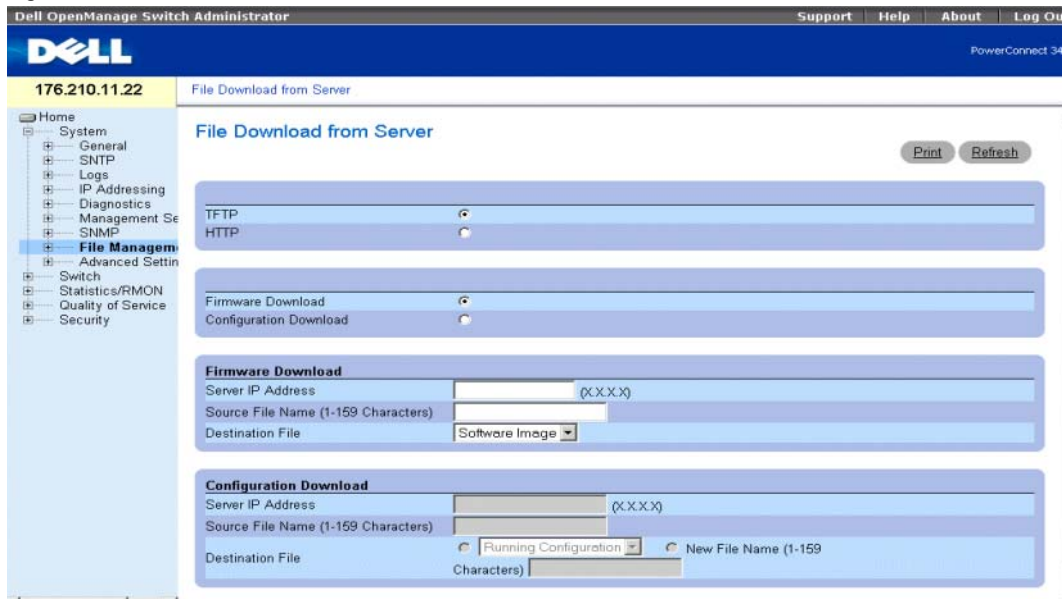 Dell OpenManage Switch Administrator
Support Help About Log Ou
DELL
PowerConnect 34
176.210.11.22
File Download from Server
Home
System
General
SNTP
Logs
IP Addressing
Diagnostics
Management Se
SNMP
File Managem
Advanced Settin
Switch
Statistics/RMON
Quality of Service
Security
File Download from Server
Print Refresh
TFTP
HTTP
Firmware Download
Configuration Download
Firmware Download
Server IP Address (X.X.X.X)
Source File Name (1-159 Characters)
Destination File Software Image
Configuration Download
Server IP Address (X.X.X.X)
Source File Name (1-159 Characters)
Destination File Running Configuration New File Name (1-159
Characters)